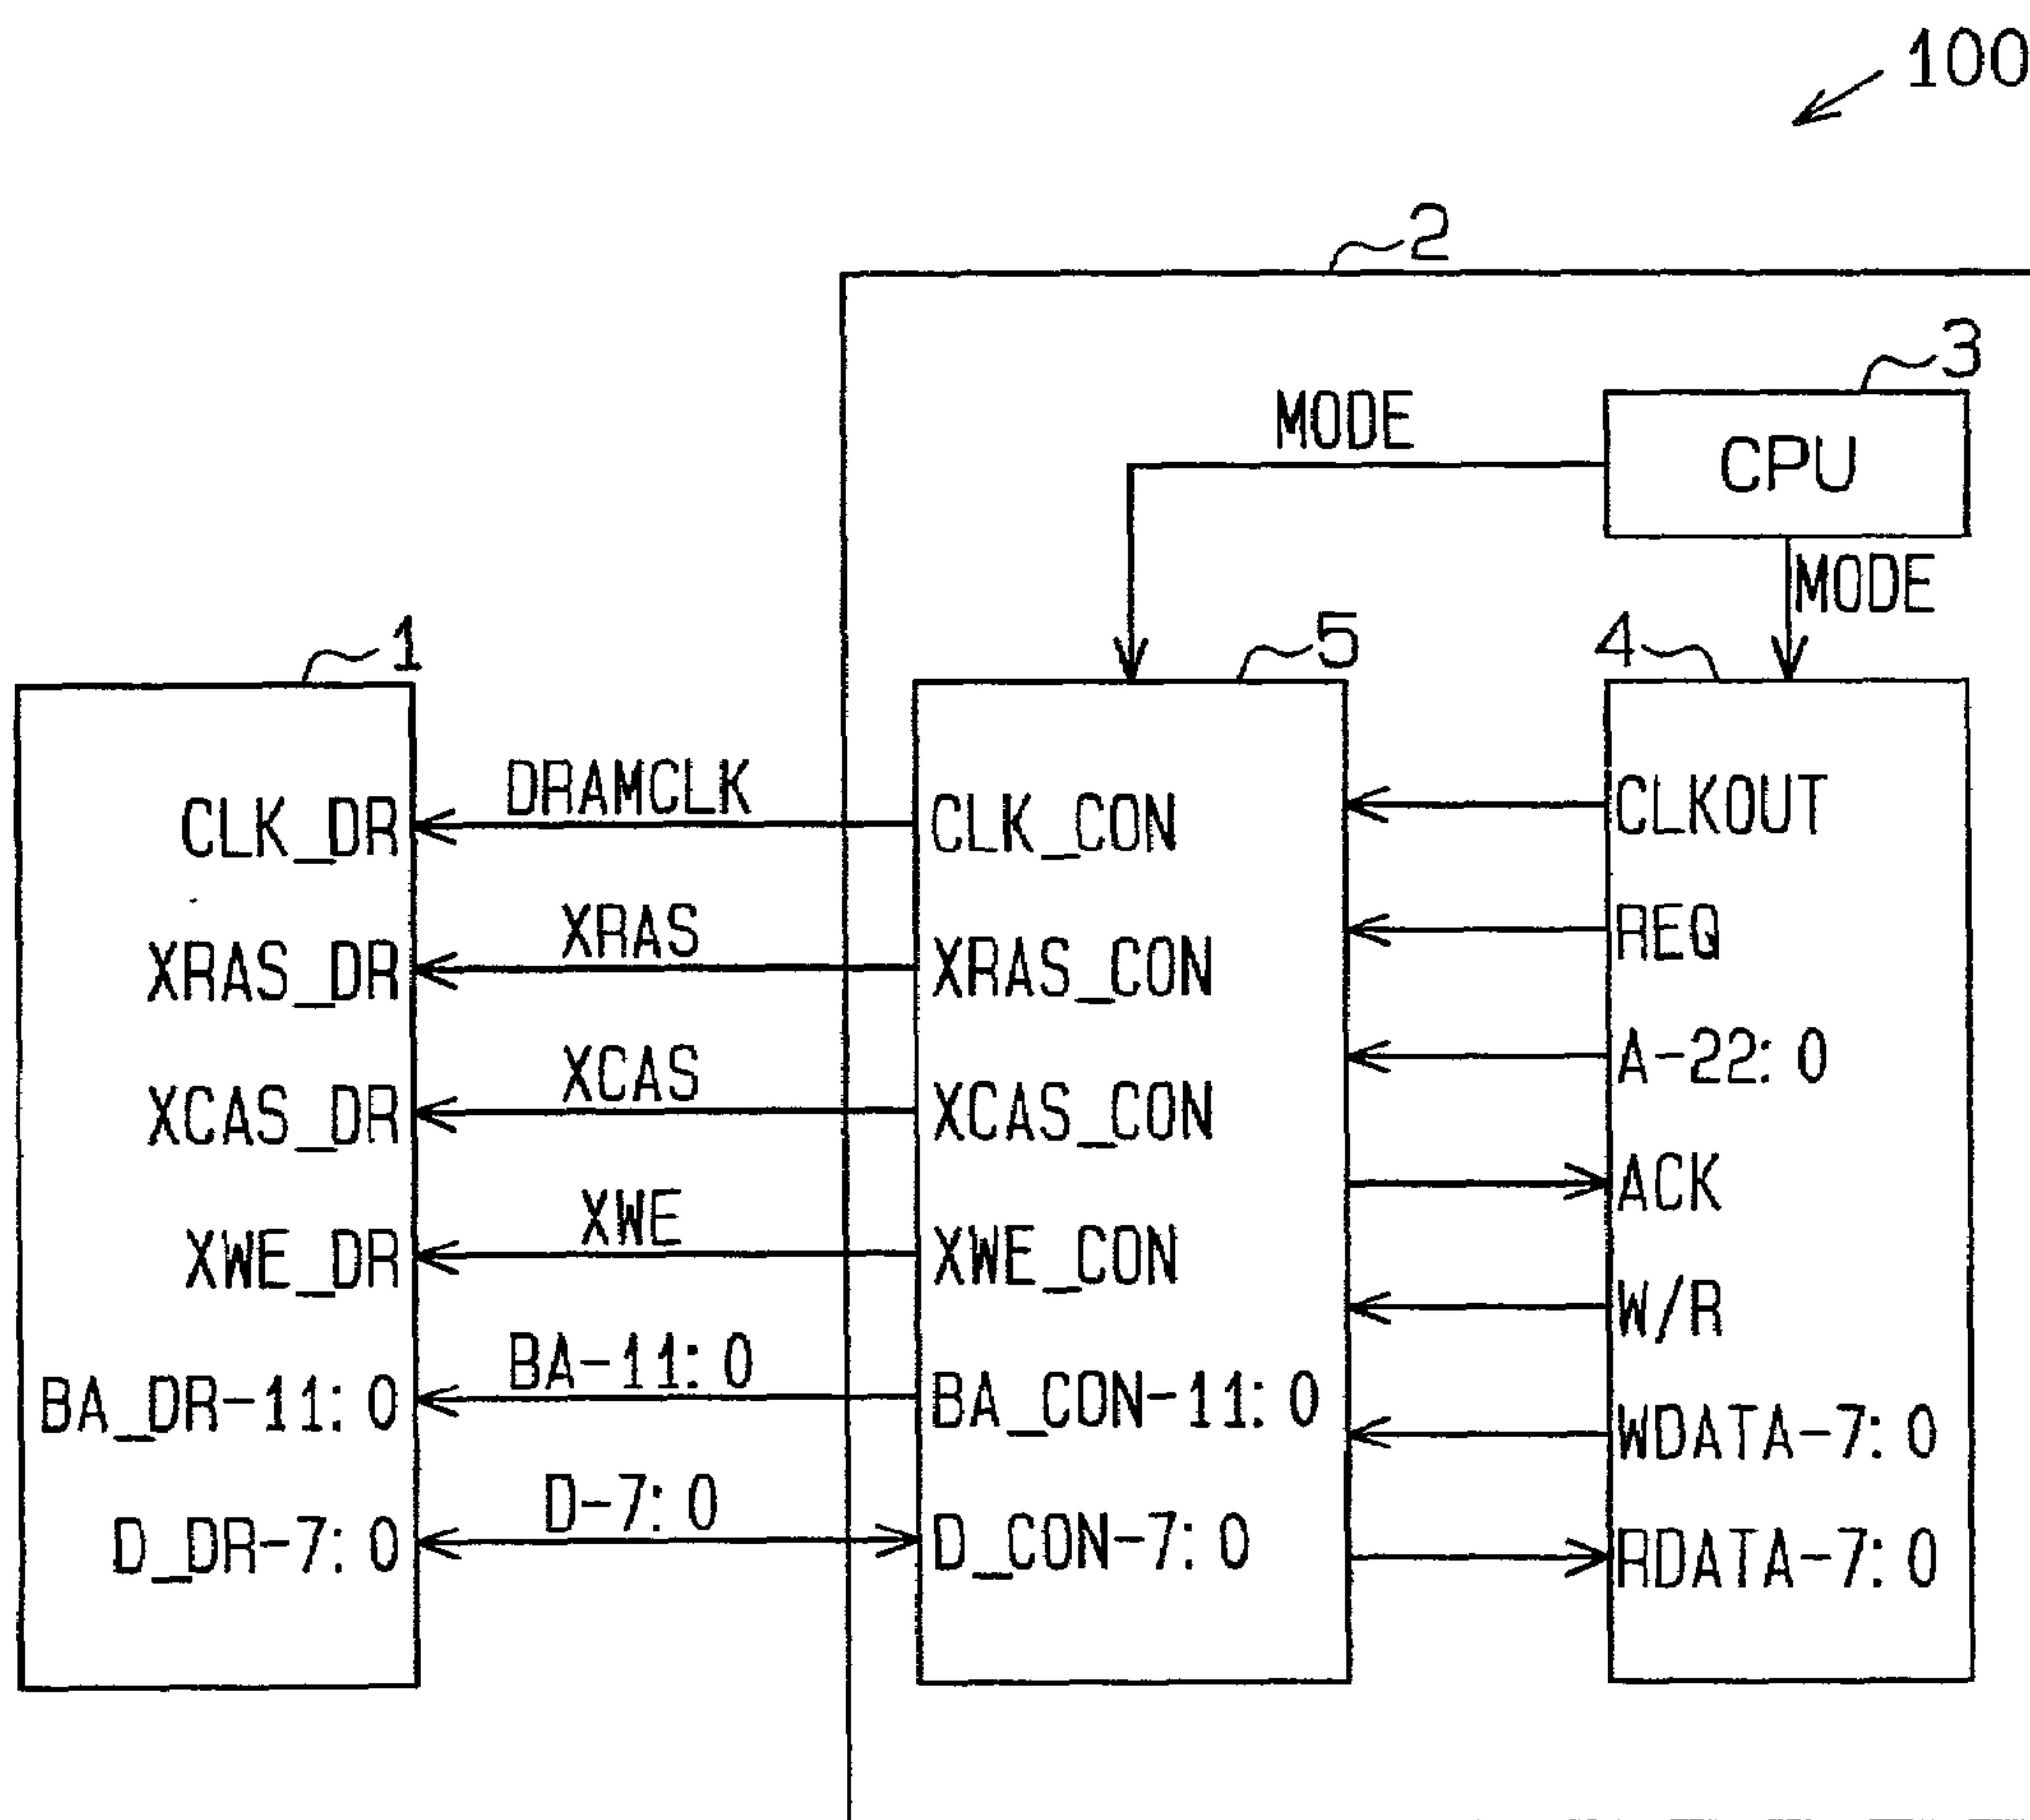 100
2
3
MODE
CPU
MODE
1
5
4
CLK_DR
DRAMCLK
CLK_CON
CLKOUT
XRAS_DR
XRAS
XRAS_CON
REQ
XCAS_DR
XCAS
XCAS_CON
A-22:0
ACK
XWE_DR
XWE
XWE_CON
W/R
BA_DR-11:0
BA-11:0
BA_CON-11:0
WDATA-7:0
D_DR-7:0
D-7:0
D_CON-7:0
RDATA-7:0